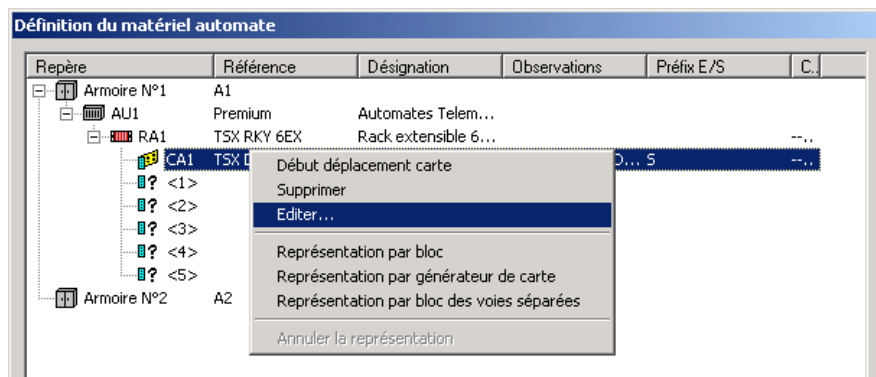 Définition du matériel automate
Repère Référence Désignation Observations Préfix E/S C..
Armoire N°1 A1
AU1 Premium Automates Telem...
RA1 TSX RKY 6EX Rack extensible 6... --..
CA1 TSX D... S --..
<1>
<2>
<3>
<4>
<5>
Armoire N°2 A2
Début déplacement carte
Supprimer
Editer...
Représentation par bloc
Représentation par générateur de carte
Représentation par bloc des voies séparées
Annuler la représentation